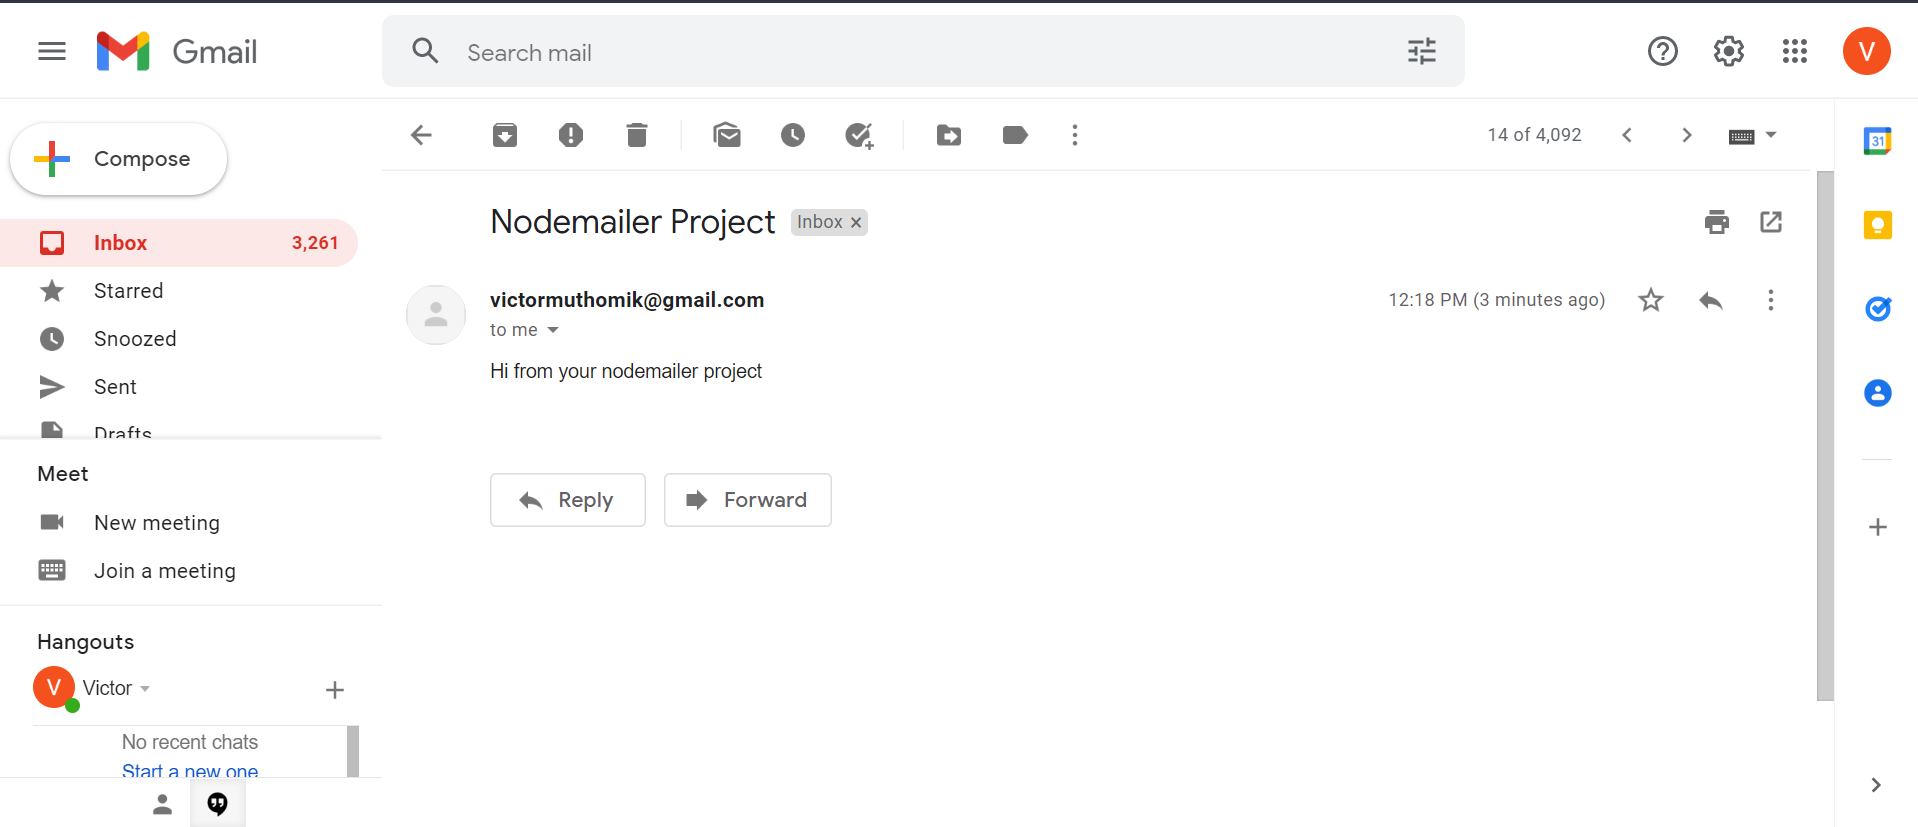 Gmail
Search mail
V
Compose
14 of 4,092
31
Nodemailer Project Inbox ×
Inbox 3,261
Starred
Snoozed
Sent
Drafts
victormuthomik@gmail.com 12:18 PM (3 minutes ago)
to me
Hi from your nodemailer project
Reply
Forward
Meet
New meeting
Join a meeting
Hangouts
V Victor
No recent chats
Start a new one